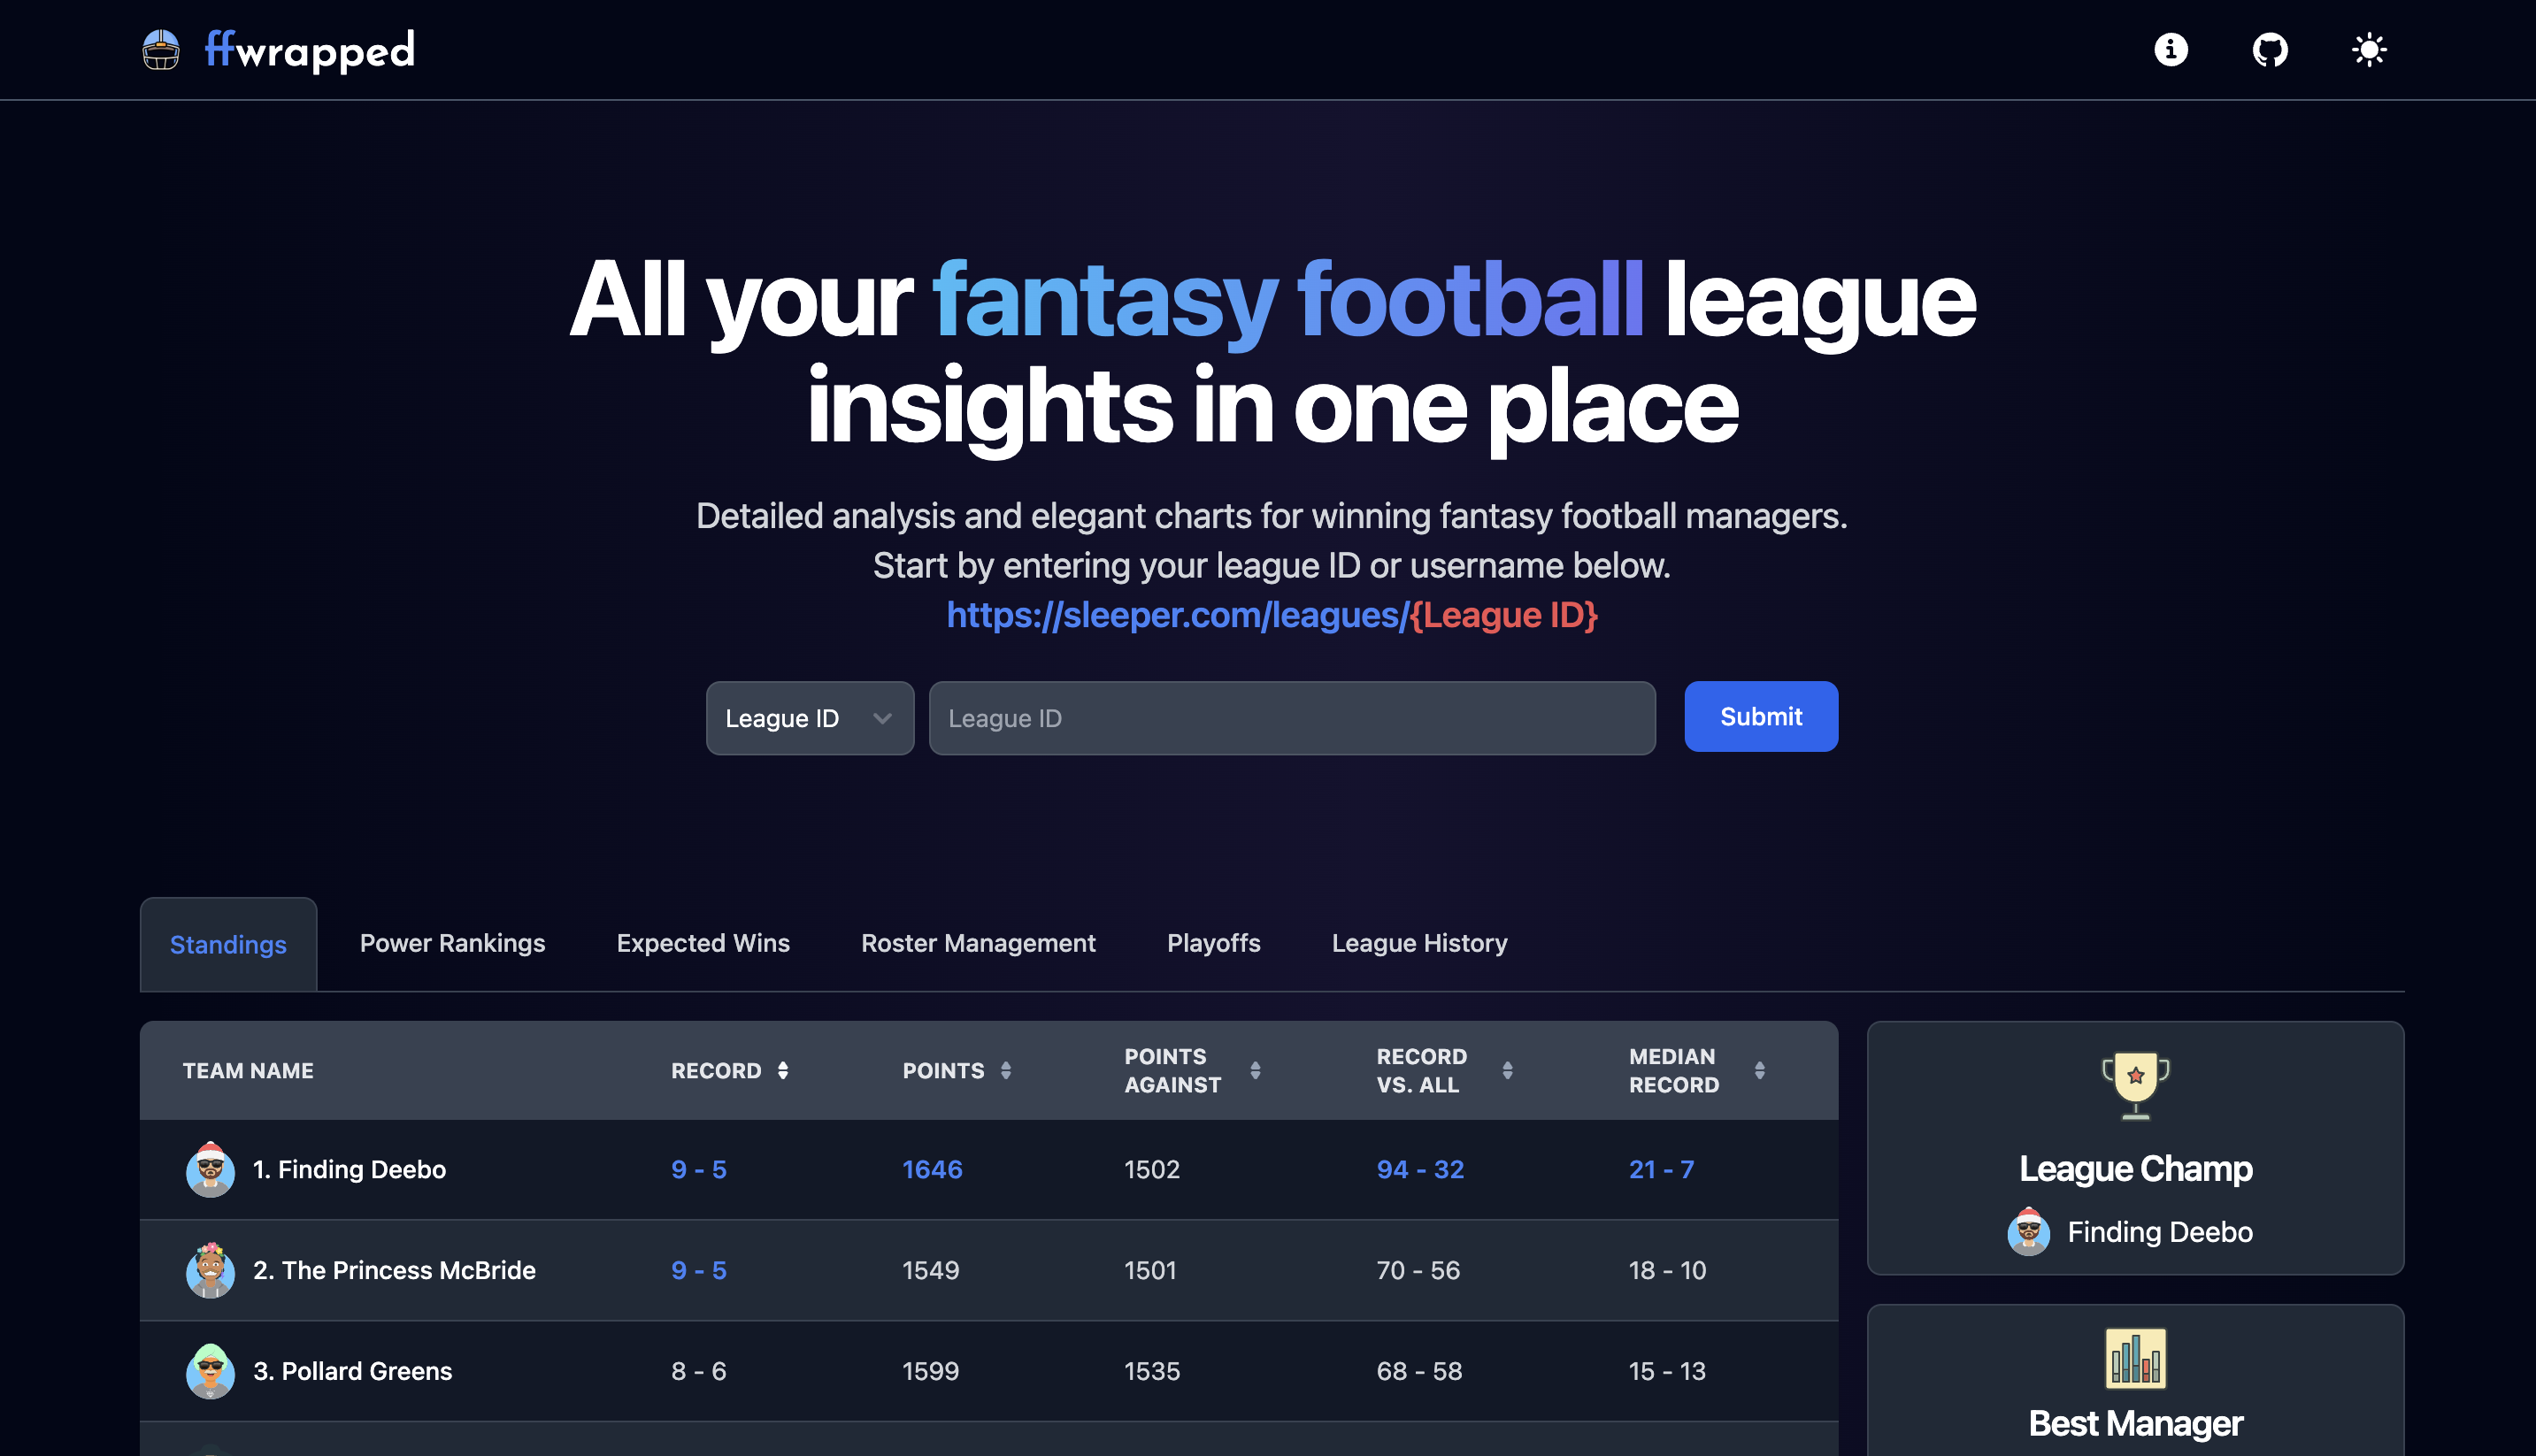 ffwrapped
All your fantasy football league
insights in one place
Detailed analysis and elegant charts for winning fantasy football managers.
Start by entering your league ID or username below.
https://sleeper.com/leagues/{League ID}
League ID
League ID
Submit
Standings
Power Rankings
Expected Wins
Roster Management
Playoffs
League History
TEAM NAME
RECORD
POINTS
POINTS
AGAINST
RECORD
VS. ALL
MEDIAN
RECORD
1. Finding Deebo
9 - 5
1646
1502
94 - 32
21 - 7
2. The Princess McBride
9 - 5
1549
1501
70 - 56
18 - 10
3. Pollard Greens
8 - 6
1599
1535
68 - 58
15 - 13
League Champ
Finding Deebo
Best Manager